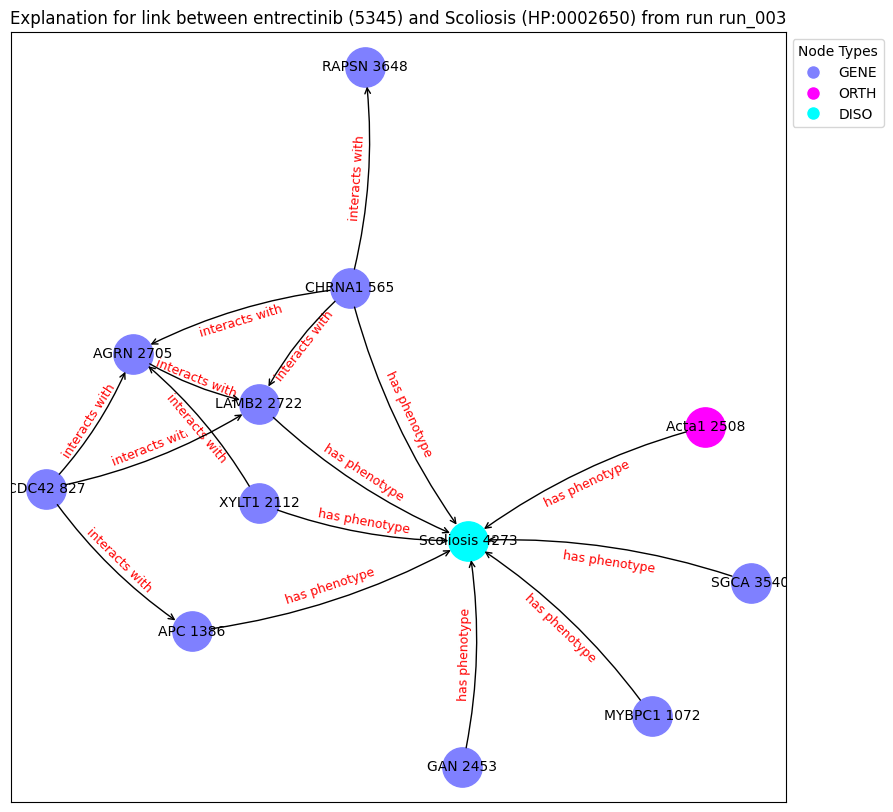 Explanation for link between entrectinib (5345) and Scoliosis (HP:0002650) from run run_003
Node Types
GENE
ORTH
DISO
RAPSN 3648
interacts with
CHRNA1 565
interacts with
interacts with
AGRN 2705
interacts with
LAMB2 2722
has phenotype
interacts with
interacts with
interacts wit
Acta1 2508
has phenotype
has phenotype
CDC42 827
XYLT1 2112
has phenotype
Scoliosis 4273
interacts with
has phenotype
SGCA 3540
has phenotype
APC 1386
has phenotype
has phenotype
MYBPC1 1072
GAN 2453